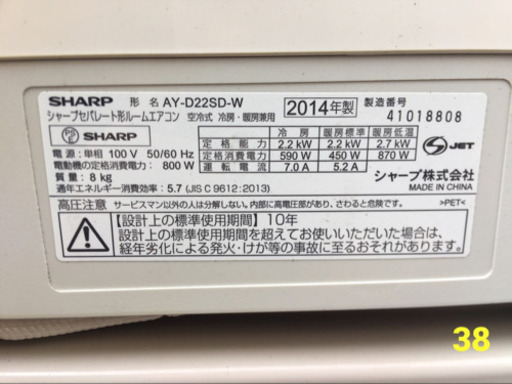 SHARP 形 名 AY-D22SD-W 2014年製 製造番号
シャープセパレート形ルームエアコン 空冷式 冷房・暖房兼用 41018808
PS E SHARP
冷 房 暖房標準 暖房低温
定 格 能 力 2.2 kW 2.2 kW 2.7 kW
定格消費電力 590 W 450 W 870 W
運 転 電 流 7.0 A 5.2 A
S JET
電 源:単相 100 V 50/60 Hz
電動機の定格消費電力: 800 W
質 量:8 kg
通年エネルギー消費効率:5.7 (JIS C 9612:2013)
シャープ株式会社
MADE IN CHINA
高圧注意 サービスマン以外の人は分解しない。内部に高電圧部があり、さわると危険です。 >PET<
【設計上の標準使用期間】10年
設計上の標準使用期間を超えてお使いいただいた場合は、
経年劣化による発火・けが等の事故に至るおそれがあります。
38